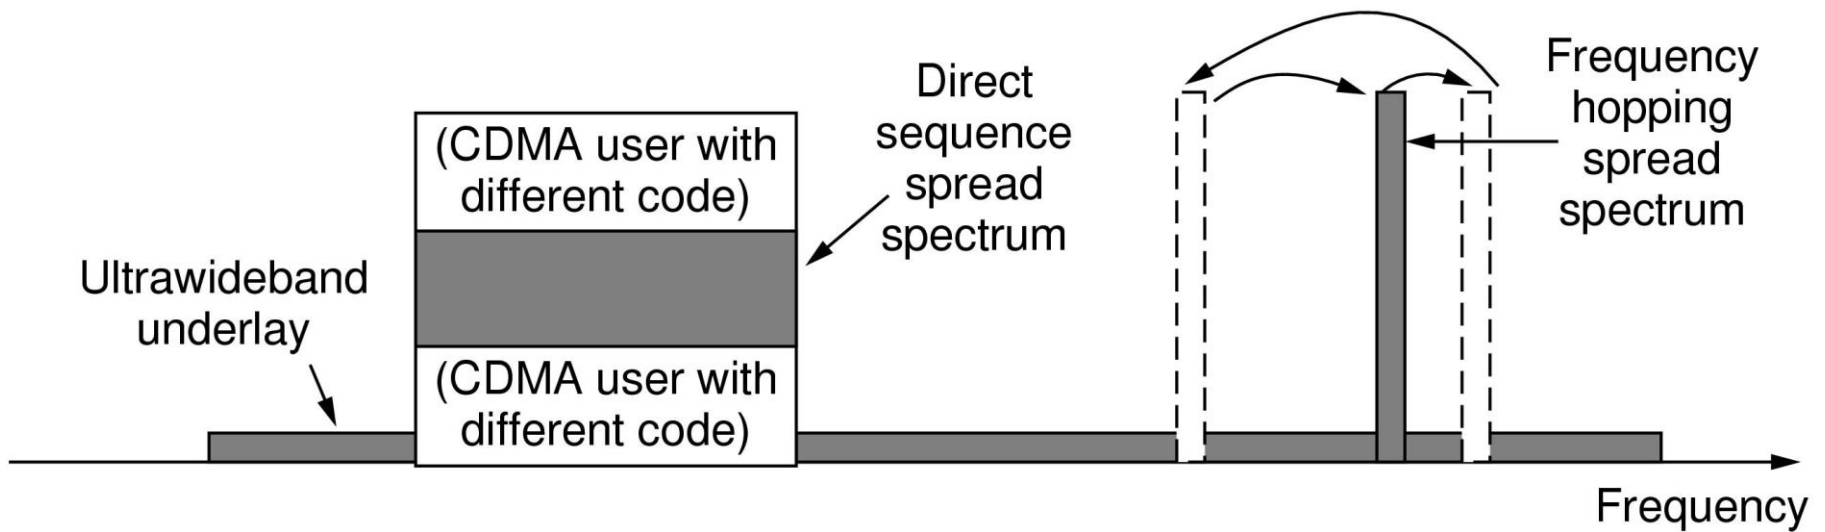 Ultrawideband
underlay
(CDMA user with
different code)
(CDMA user with
different code)
Direct
sequence
spread
spectrum
Frequency
hopping
spread
spectrum
Frequency